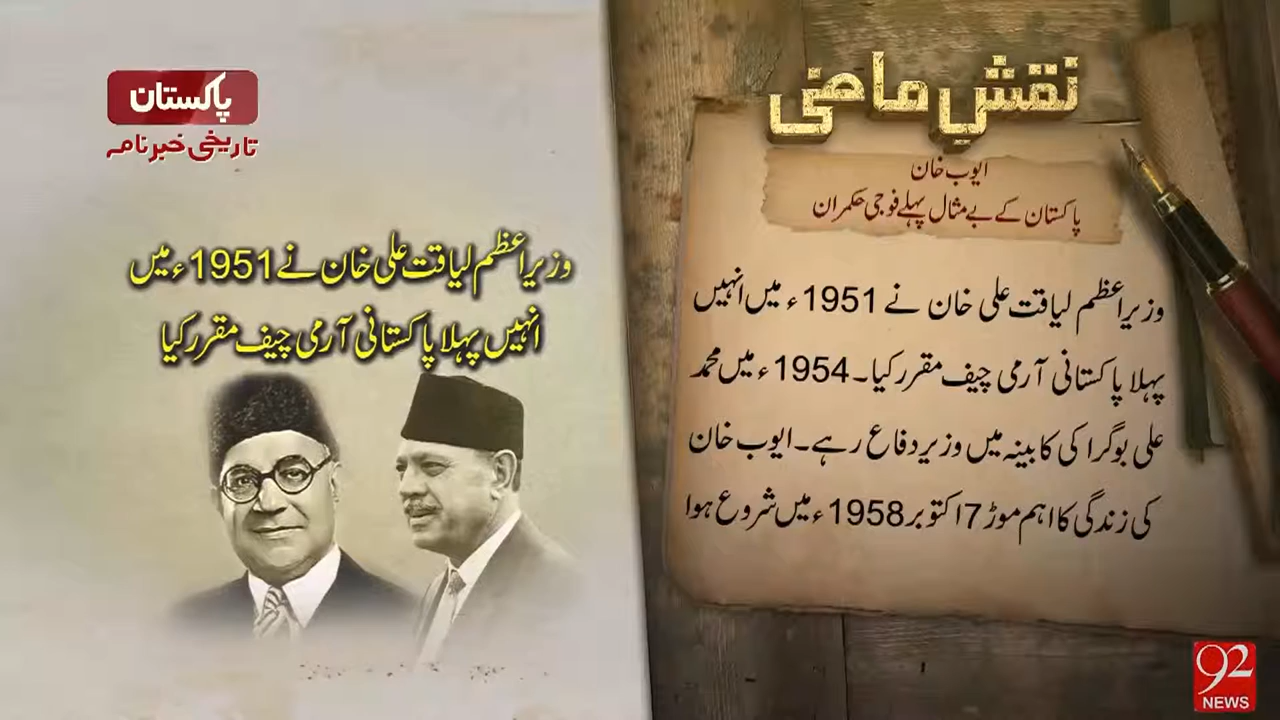 پاکستان
تاریخی خبرنامہ
وزیراعظم لیاقت علی خان نے 1951ء میں
انہیں پہلا پاکستانی آرمی چیف مقرر کیا
نقش ماضی
ایوب خان
پاکستان کے بے مثال پہلے فوجی حکمران
وزیراعظم لیاقت علی خان نے 1951ء میں انہیں
پہلا پاکستانی آرمی چیف مقرر کیا۔ 1954ء میں محمد
علی بوگرا کی کابینہ میں وزیر دفاع رہے۔ ایوب خان
کی زندگی کا اہم موڑ 7 اکتوبر 1958ء میں شروع ہوا
92
NEWS